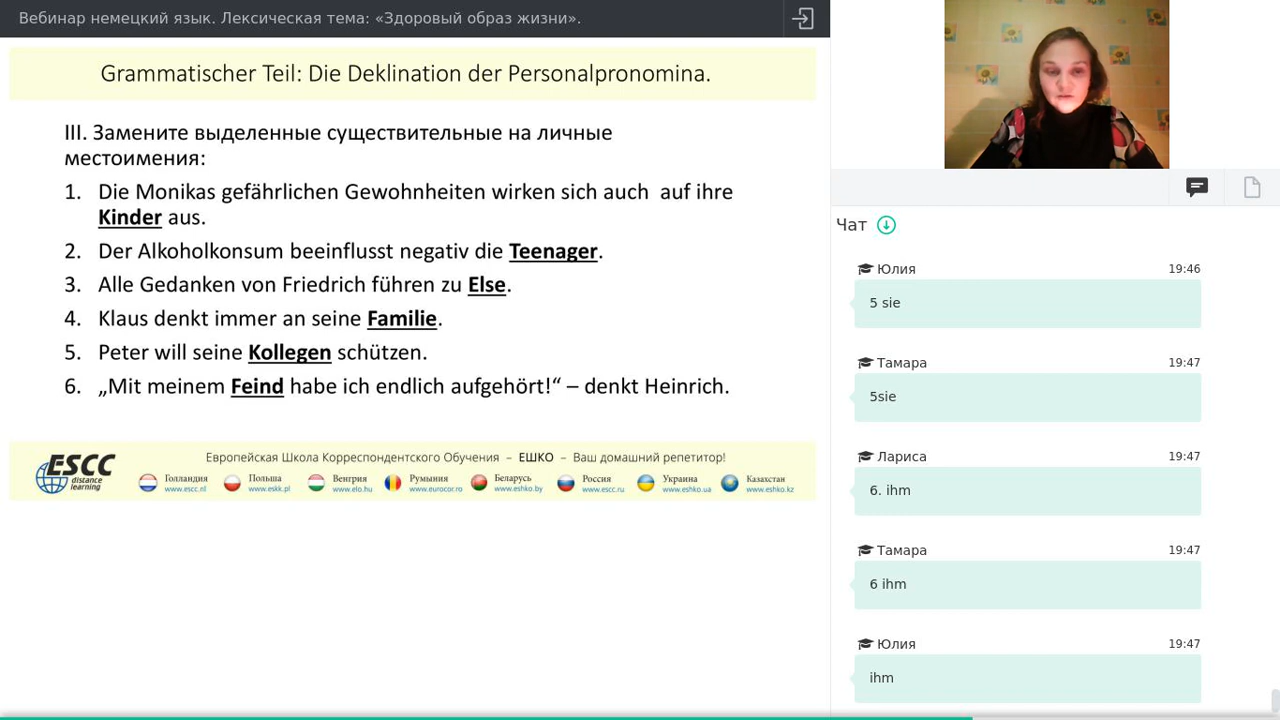 Вебинар немецкий язык. Лексическая тема: «Здоровый образ жизни».
Grammatischer Teil: Die Deklination der Personalpronomina.
III. Замените выделенные существительные на личные
местоимения:
1. Die Monikas gefährlichen Gewohnheiten wirken sich auch auf ihre
Kinder aus.
2. Der Alkoholkonsum beeinflusst negativ die Teenager.
3. Alle Gedanken von Friedrich führen zu Else.
4. Klaus denkt immer an seine Familie.
5. Peter will seine Kollegen schützen.
6. „Mit meinem Feind habe ich endlich aufgehört!“ – denkt Heinrich.
ESCC
distance
learning
Европейская Школа Корреспондентского Обучения – ЕШКО – Ваш домашний репетитор!
Голландия
www.escc.nl
Польша
www.eskk.pl
Венгрия
www.elo.hu
Румыния
www.eurocor.ro
Беларусь
www.eshko.by
Россия
www.escc.ru
Украина
www.eshko.ua
Казахстан
www.eshko.kz
Чат
Юлия 19:46
5 sie
Тамара 19:47
5sie
Лариса 19:47
6. ihm
Тамара 19:47
6 ihm
Юлия 19:47
ihm